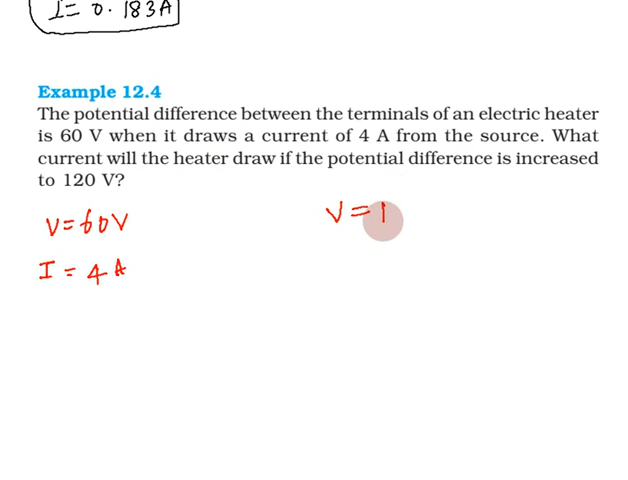 I = 0.183A
Example 12.4
The potential difference between the terminals of an electric heater
is 60 V when it draws a current of 4 A from the source. What
current will the heater draw if the potential difference is increased
to 120 V?
V=60V
V=1
I = 4 A